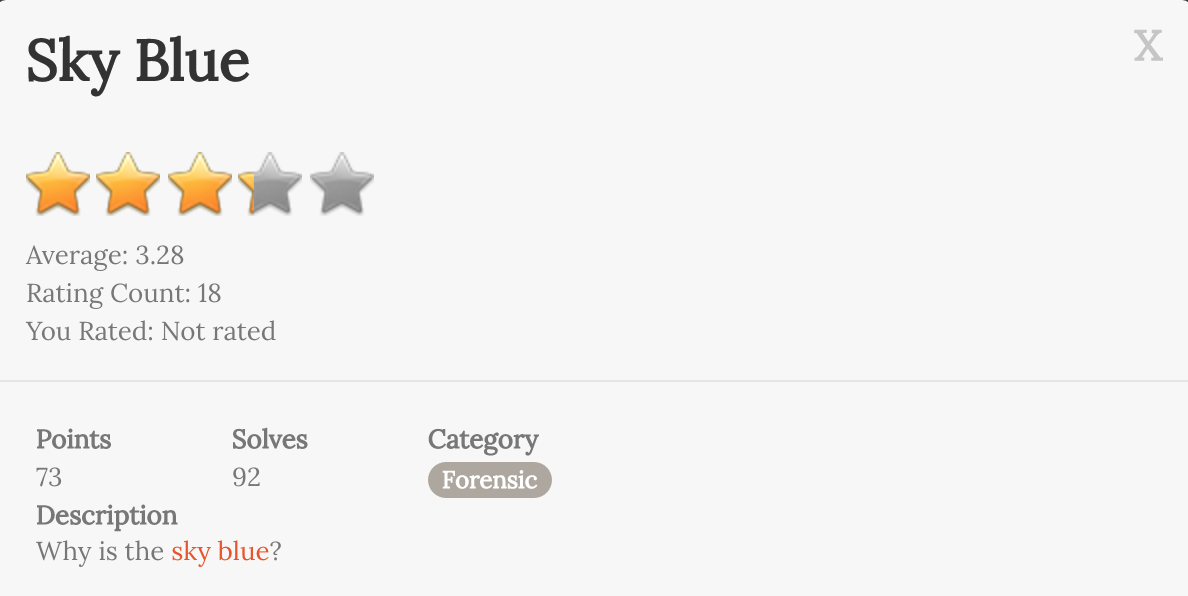 Sky Blue
X
Average: 3.28
Rating Count: 18
You Rated: Not rated
Points Solves Category
73 92 Forensic
Description
Why is the sky blue?